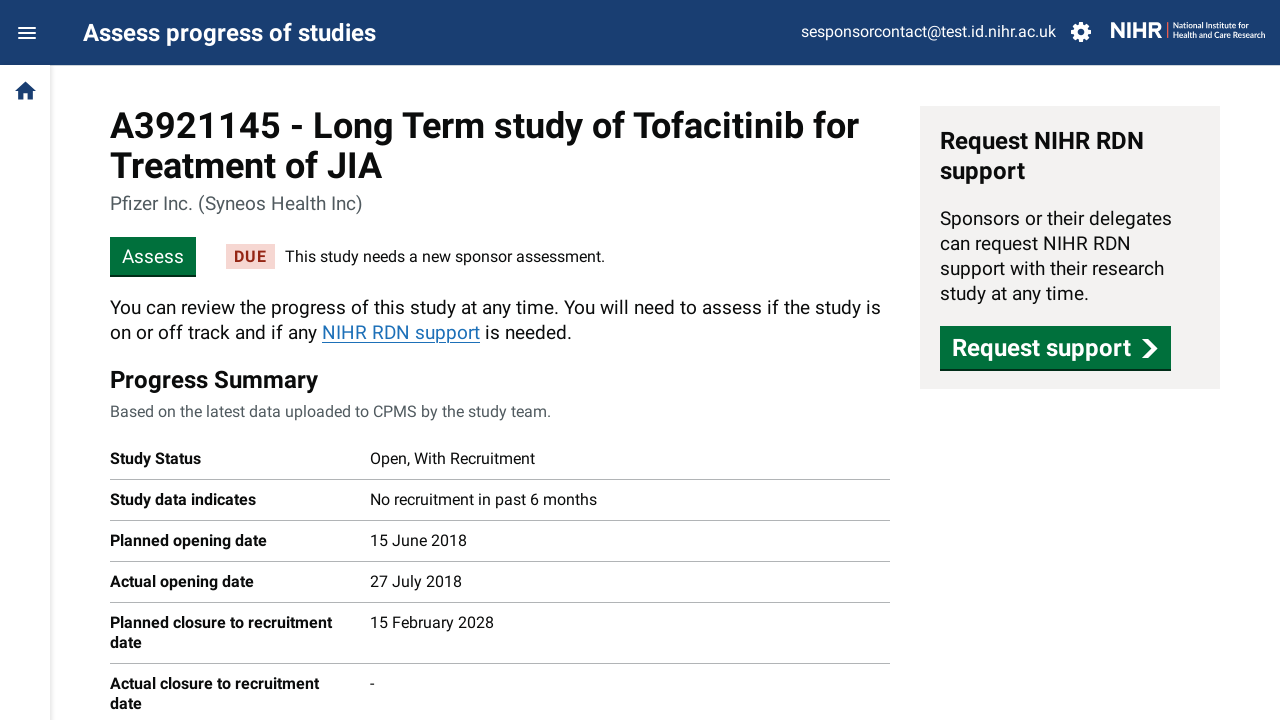 Assess progress of studies
sesponsorcontact@test.id.nihr.ac.uk
NIHR
National Institute for
Health and Care Research
A3921145 - Long Term study of Tofacitinib for
Treatment of JIA
Pfizer Inc. (Syneos Health Inc)
Assess
DUE
This study needs a new sponsor assessment.
You can review the progress of this study at any time. You will need to assess if the study is
on or off track and if any NIHR RDN support is needed.
Progress Summary
Based on the latest data uploaded to CPMS by the study team.
Study Status
Open, With Recruitment
Study data indicates
No recruitment in past 6 months
Planned opening date
15 June 2018
Actual opening date
27 July 2018
Planned closure to recruitment
date
15 February 2028
Actual closure to recruitment
date
-
Request NIHR RDN
support
Sponsors or their delegates
can request NIHR RDN
support with their research
study at any time.
Request support